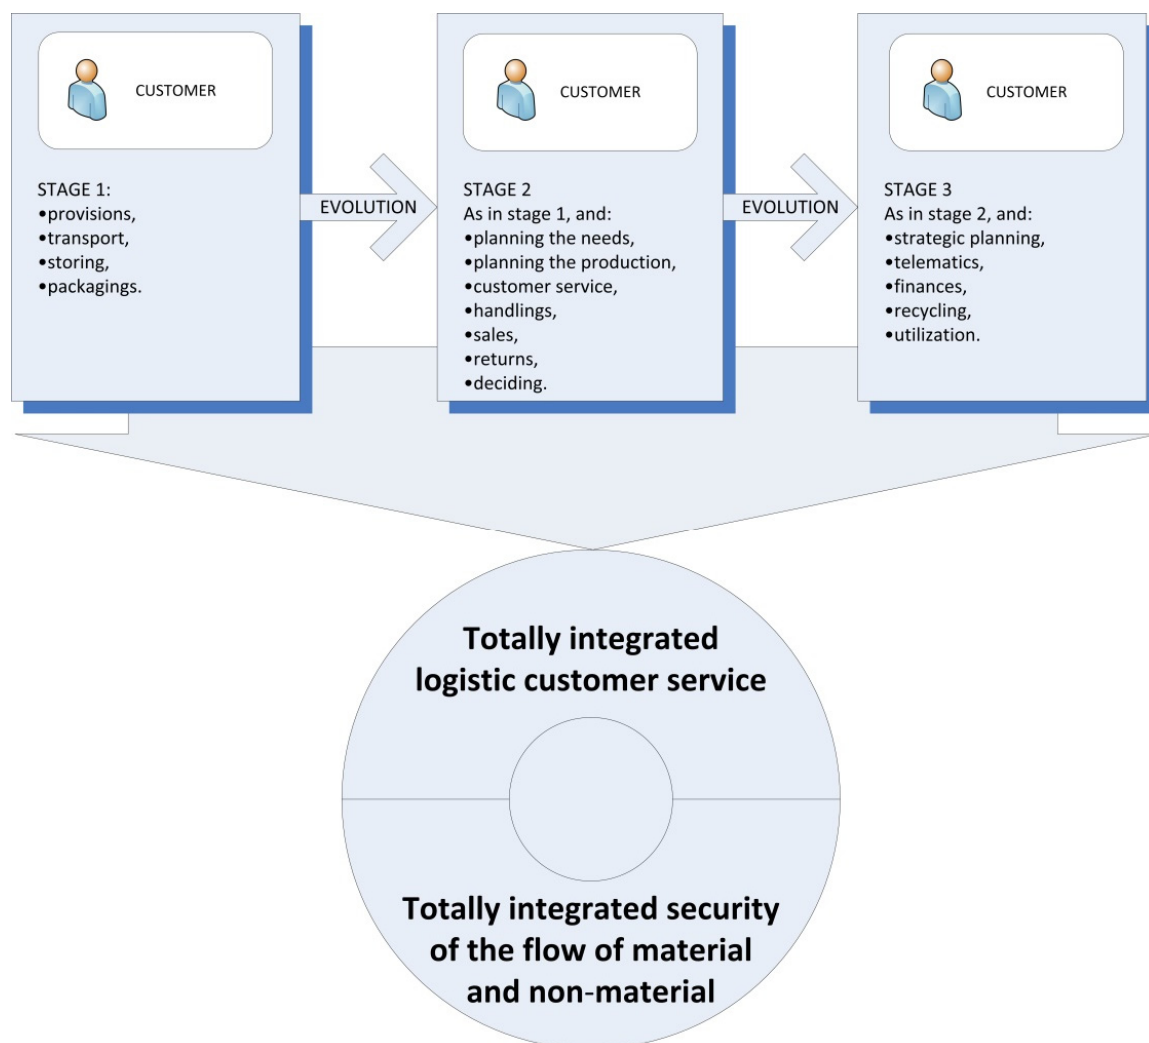 CUSTOMER
STAGE 1:
•provisions,
•transport,
•storing,
•packagings.
EVOLUTION
CUSTOMER
STAGE 2
As in stage 1, and:
•planning the needs,
•planning the production,
•customer service,
•handlings,
•sales,
•returns,
•deciding.
EVOLUTION
CUSTOMER
STAGE 3
As in stage 2, and:
•strategic planning,
•telematics,
•finances,
•recycling,
•utilization.
Totally integrated
logistic customer service
Totally integrated security
of the flow of material
and non-material